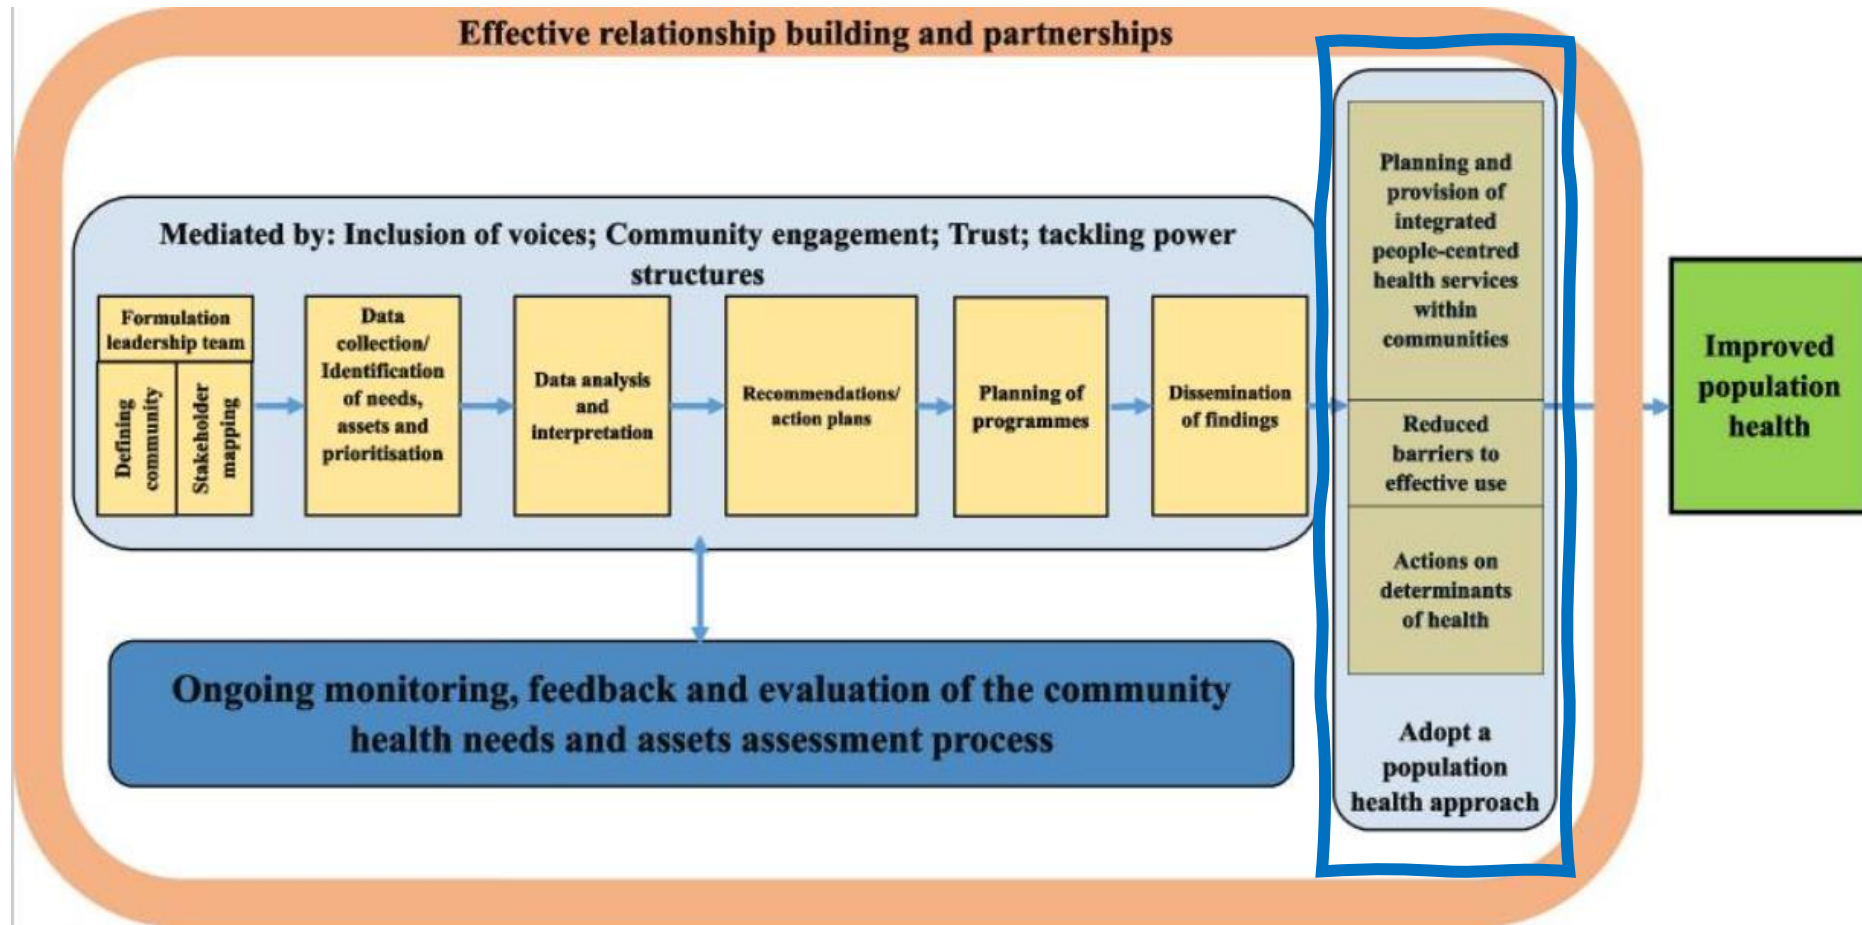 Effective relationship building and partnerships
Mediated by: Inclusion of voices; Community engagement; Trust; tackling power
structures
Formulation
leadership team
Defining
community
Stakeholder
mapping
Data
collection/
Identification
of needs,
assets and
prioritisation
Data analysis
and
interpretation
Recommendations/
action plans
Planning of
programmes
Dissemination
of findings
Planning and
provision of
integrated
people-centred
health services
within
communities
Reduced
barriers to
effective use
Actions on
determinants
of health
Adopt a
population
health approach
Improved
population
health
Ongoing monitoring, feedback and evaluation of the community
health needs and assets assessment process